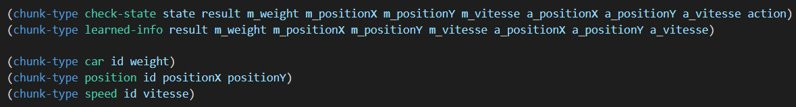 (chunk-type check-state state result m_weight m_positionX m_positionY m_vitesse a_positionX a_positionY a_vitesse action)
(chunk-type learned-info result m_weight m_positionX m_positionY m_vitesse a_positionX a_positionY a_vitesse)
(chunk-type car id weight)
(chunk-type position id positionX positionY)
(chunk-type speed id vitesse)